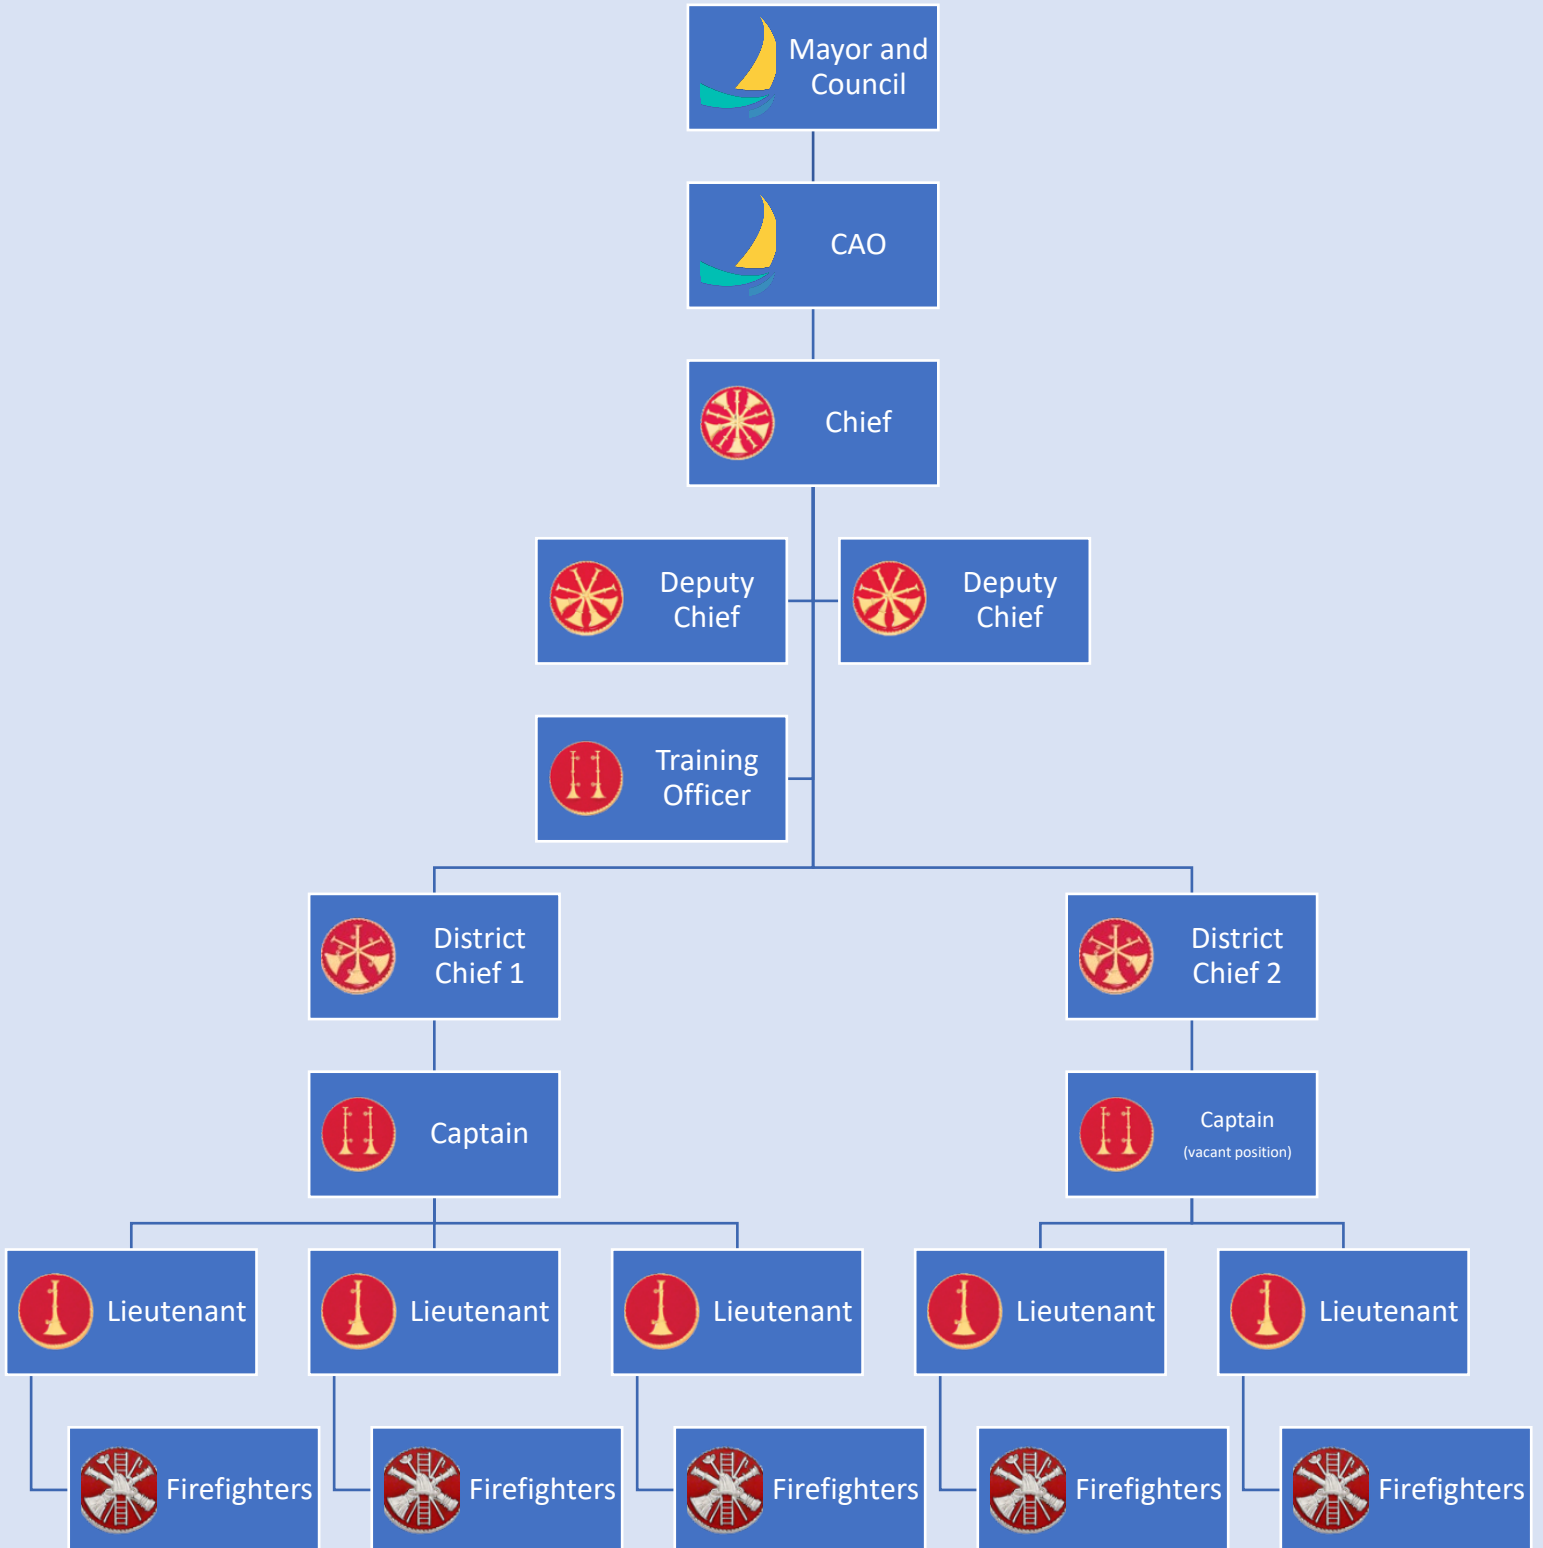 Mayor and
Council
CAO
Chief
Deputy
Chief
Deputy
Chief
Training
Officer
District
Chief 1
District
Chief 2
Captain
Captain
(vacant position)
Lieutenant
Lieutenant
Lieutenant
Lieutenant
Lieutenant
Firefighters
Firefighters
Firefighters
Firefighters
Firefighters